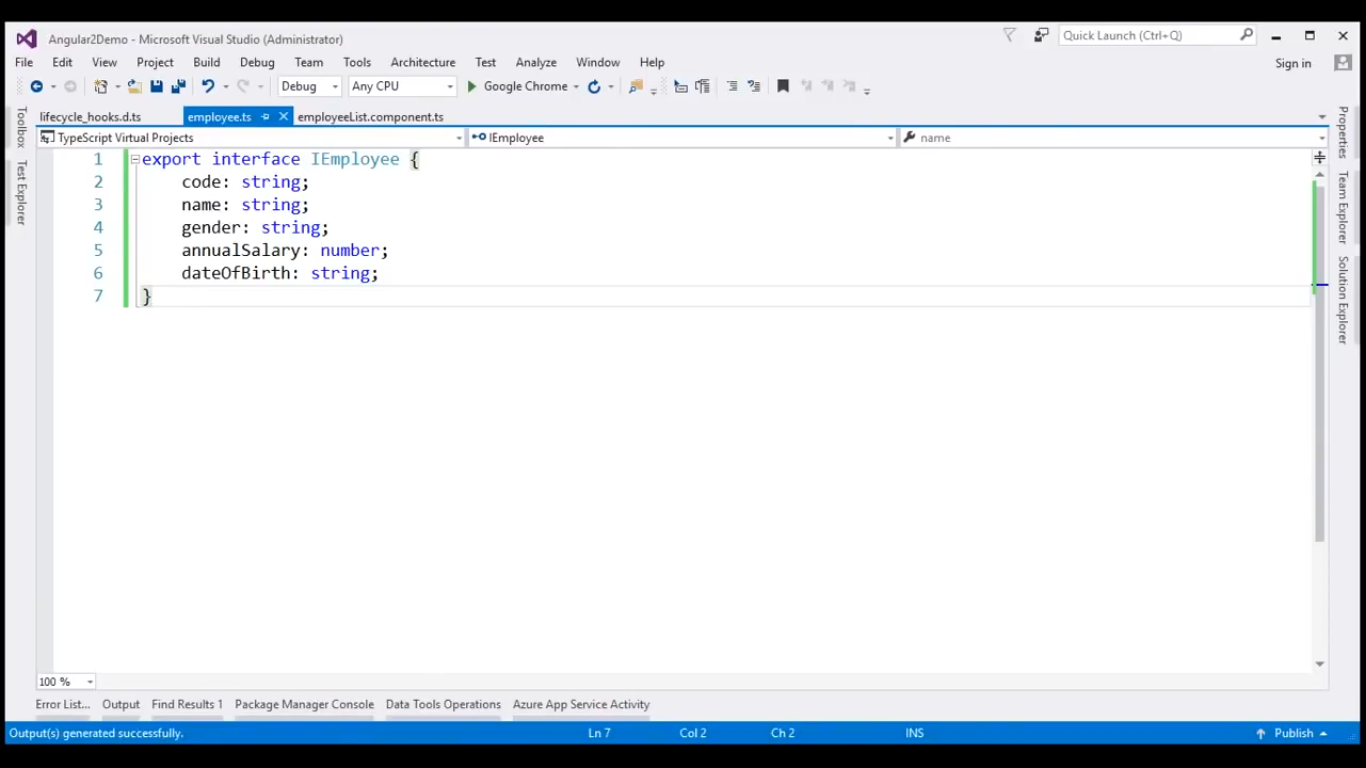 Angular2Demo - Microsoft Visual Studio (Administrator)
Quick Launch (Ctrl+Q)
File Edit View Project Build Debug Team Tools Architecture Test Analyze Window Help
Sign in
Debug Any CPU Google Chrome
Toolbox
Test Explorer
lifecycle_hooks.d.ts employee.ts employeeList.component.ts
TypeScript Virtual Projects IEmployee name
1 export interface IEmployee {
2 code: string;
3 name: string;
4 gender: string;
5 annualSalary: number;
6 dateOfBirth: string;
7 }
Properties
Team Explorer
Solution Explorer
100 %
Error List... Output Find Results 1 Package Manager Console Data Tools Operations Azure App Service Activity
Output(s) generated successfully. Ln 7 Col 2 Ch 2 INS Publish